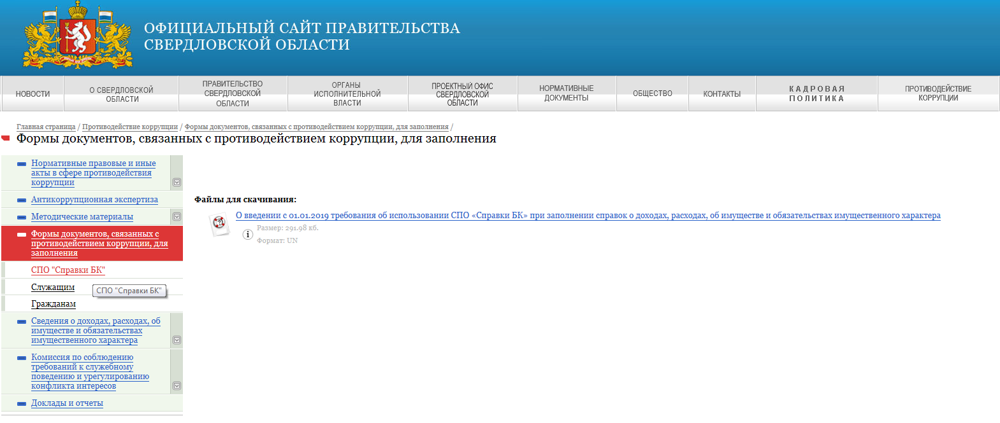 ОФИЦИАЛЬНЫЙ САЙТ ПРАВИТЕЛЬСТВА
СВЕРДЛОВСКОЙ ОБЛАСТИ
НОВОСТИ
О СВЕРДЛОВСКОЙ
ОБЛАСТИ
ПРАВИТЕЛЬСТВО
СВЕРДЛОВСКОЙ
ОБЛАСТИ
ОРГАНЫ
ИСПОЛНИТЕЛЬНОЙ
ВЛАСТИ
ПРОЕКТНЫЙ ОФИС
СВЕРДЛОВСКОЙ
ОБЛАСТИ
НОРМАТИВНЫЕ
ДОКУМЕНТЫ
ОБЩЕСТВО
КОНТАКТЫ
КАДРОВАЯ
ПОЛИТИКА
ПРОТИВОДЕЙСТВИЕ
КОРРУПЦИИ
Главная страница / Противодействие коррупции / Формы документов, связанных с противодействием коррупции, для заполнения /
Формы документов, связанных с противодействием коррупции, для заполнения
Нормативные правовые и иные
акты в сфере противодействия
коррупции
Антикоррупционная экспертиза
Методические материалы
Формы документов, связанных с
противодействием коррупции, для
заполнения
СПО "Справки БК"
Служащим
СПО "Справки БК"
Гражданам
Сведения о доходах, расходах, об
имуществе и обязательствах
имущественного характера
Комиссия по соблюдению
требований к служебному
поведению и урегулированию
конфликта интересов
Доклады и отчеты
Файлы для скачивания:
О введении с 01.01.2019 требования об использовании СПО «Справки БК» при заполнении справок о доходах, расходах, об имуществе и обязательствах имущественного характера
Размер: 291.98 кб.
Формат: UN